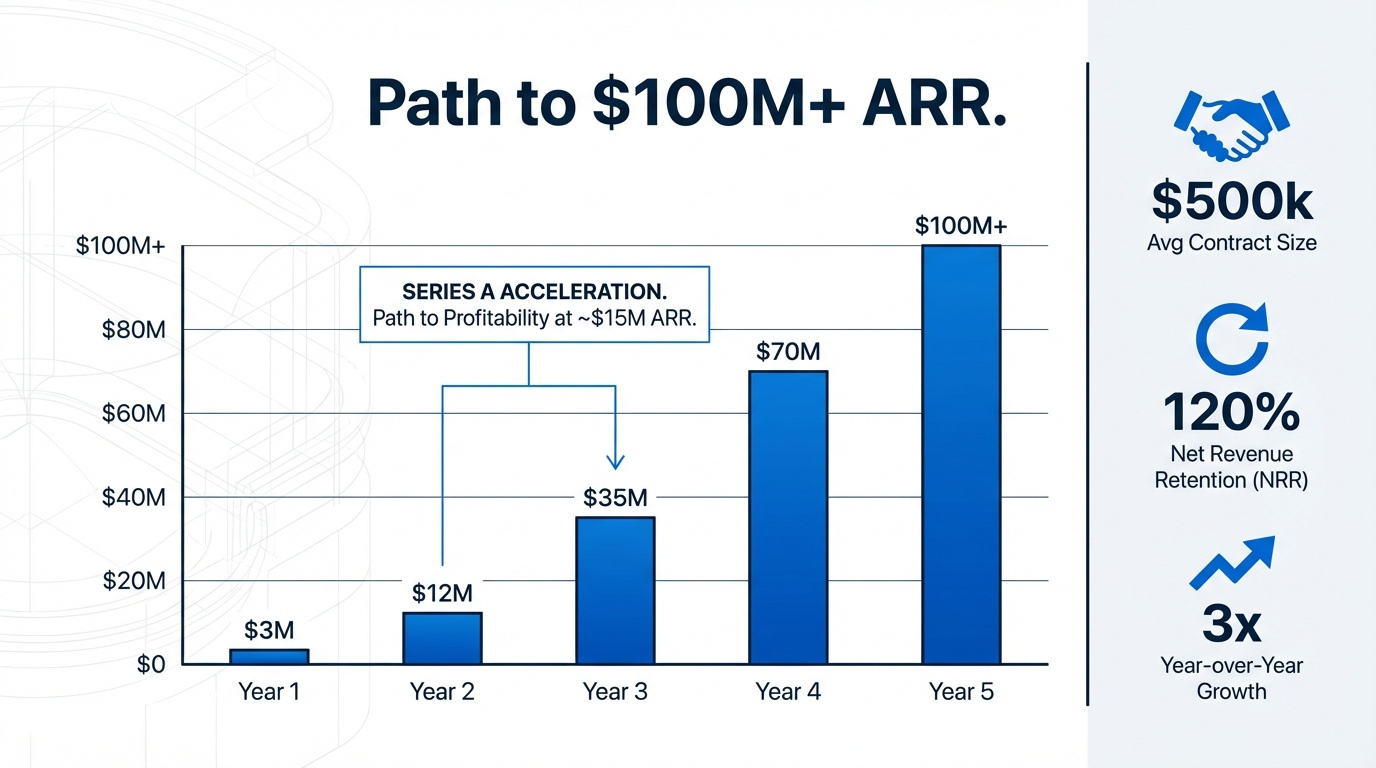 Path to $100M+ ARR.
$100M+
$80M
$60M
$40M
$20M
$0
SERIES A ACCELERATION.
Path to Profitability at ~$15M ARR.
$3M
$12M
$35M
$70M
$100M+
Year 1
Year 2
Year 3
Year 4
Year 5
$500k
Avg Contract Size
120%
Net Revenue
Retention (NRR)
3x
Year-over-Year
Growth